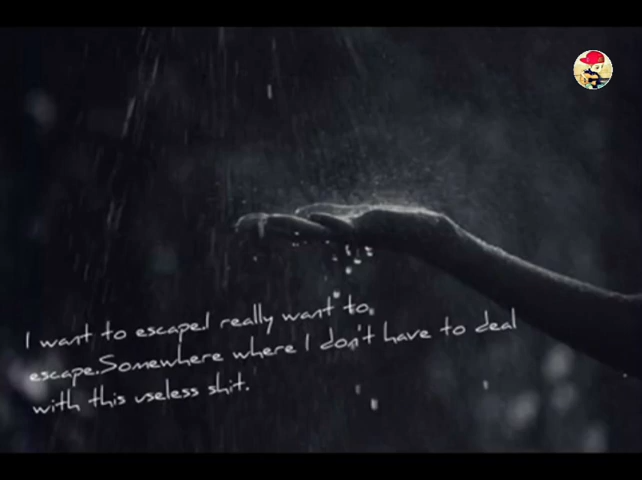 I want to escape.I really want to
escape.Somewhere where I don't have to deal
with this useless shit.